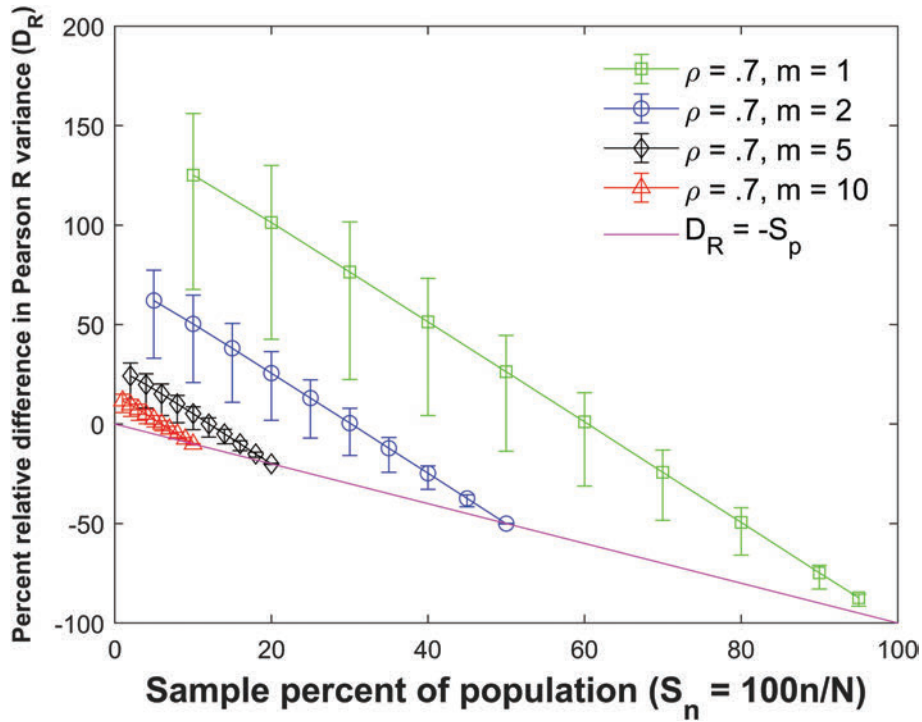 Percent relative difference in Pearson R variance (D_R)
200
150
100
50
0
-50
-100
ρ = .7, m = 1
ρ = .7, m = 2
ρ = .7, m = 5
ρ = .7, m = 10
D_R = -S_p
0 20 40 60 80 100
Sample percent of population (S_n = 100n/N)